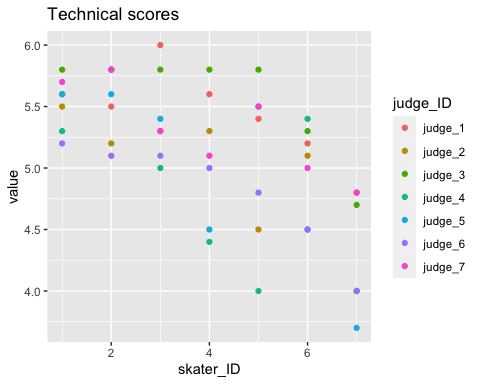 Technical scores
6.0
5.5
5.0
4.5
4.0
value
2 4 6
skater_ID
judge_ID
judge_1
judge_2
judge_3
judge_4
judge_5
judge_6
judge_7